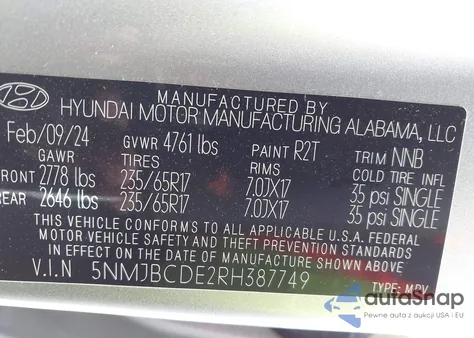 MANUFACTURED BY
HYUNDAI MOTOR MANUFACTURING ALABAMA, LLC
Feb/09/24 GVWR 4761 lbs PAINT R2T TRIM NNB
GAWR TIRES RIMS COLD TIRE INFL
FRONT 2778 lbs 235/65R17 7.0JX17 35 psi SINGLE
REAR 2646 lbs 235/65R17 7.0JX17 35 psi SINGLE
THIS VEHICLE CONFORMS TO ALL APPLICABLE U.S.A. FEDERAL
MOTOR VEHICLE SAFETY AND THEFT PREVENTION STANDARDS
IN EFFECT ON THE DATE OF MANUFACTURE SHOWN ABOVE.
V.I.N 5NMJBCDE2RH387749 TYPE: MPV
autoSnap
Pewne auta z aukcji USA i EU